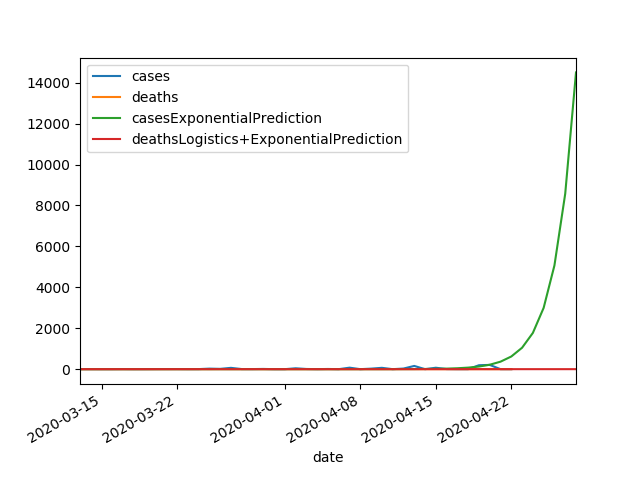 cases
deaths
casesExponentialPrediction
deathsLogistics+ExponentialPrediction
14000
12000
10000
8000
6000
4000
2000
0
2020-03-15
2020-03-22
2020-04-01
2020-04-08
2020-04-15
2020-04-22
date